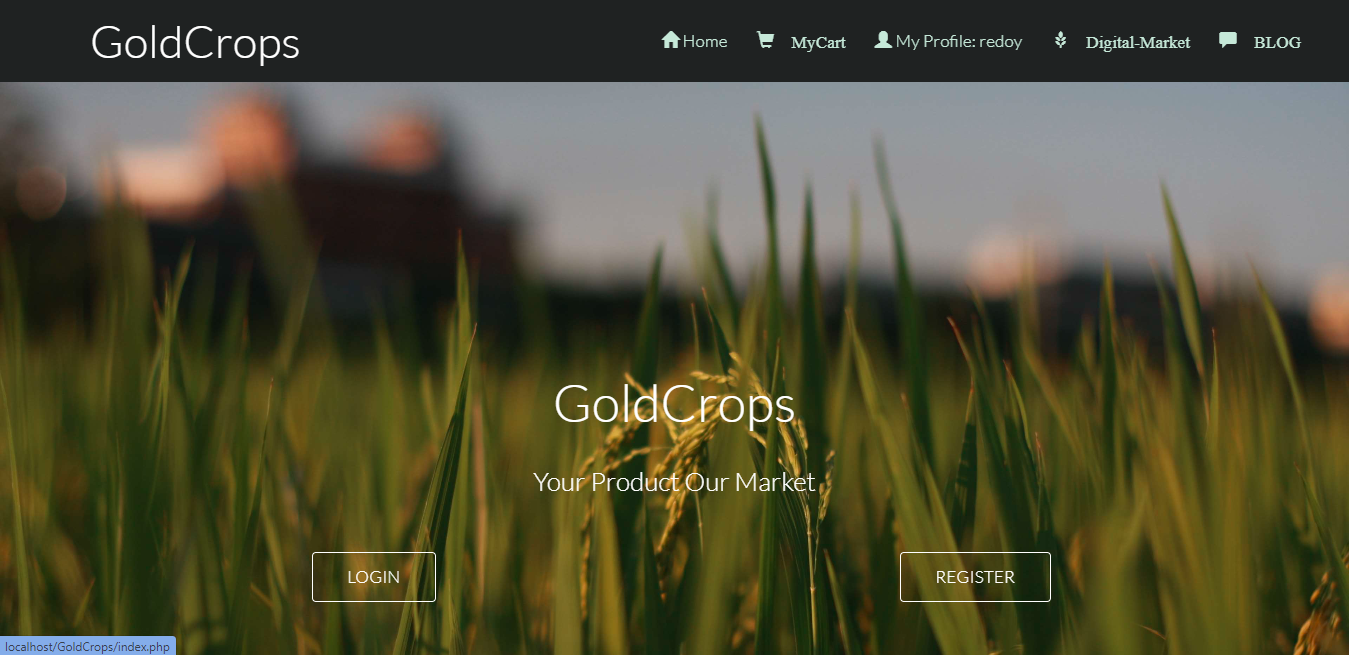 GoldCrops
Home MyCart My Profile: redoy Digital-Market BLOG
GoldCrops
Your Product Our Market
LOGIN REGISTER
localhost/GoldCrops/index.php